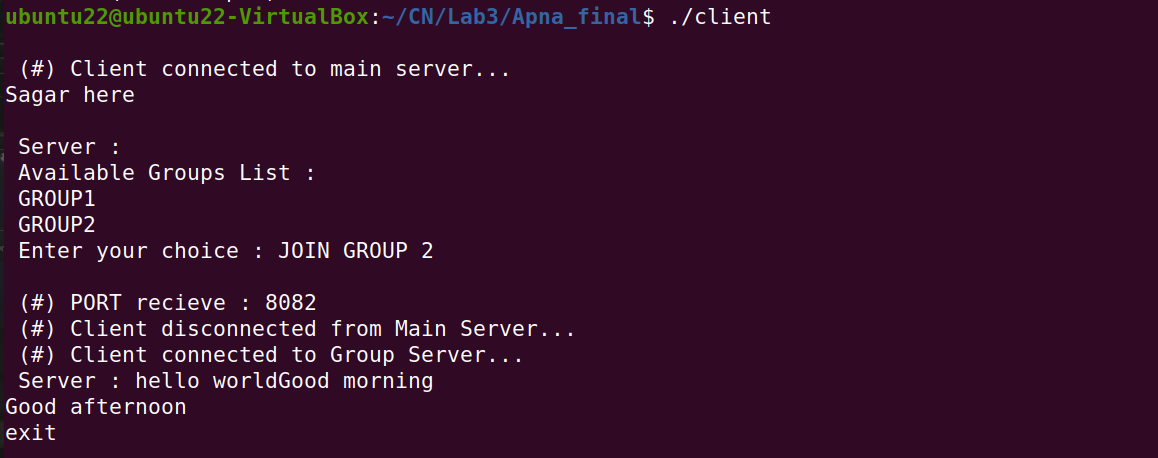 ubuntu22@ubuntu22-VirtualBox:~/CN/Lab3/Apna_final$ ./client
(#) Client connected to main server...
Sagar here
Server :
Available Groups List :
GROUP1
GROUP2
Enter your choice : JOIN GROUP 2
(#) PORT recieve : 8082
(#) Client disconnected from Main Server...
(#) Client connected to Group Server...
Server : hello worldGood morning
Good afternoon
exit